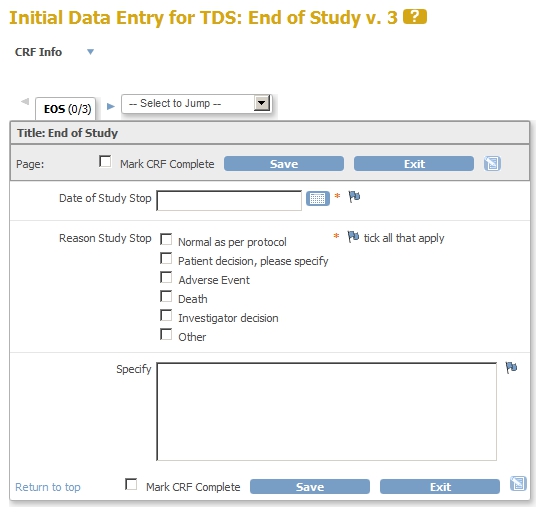 Initial Data Entry for TDS: End of Study v. 3 ?
CRF Info
EOS (0/3) -- Select to Jump --
Title: End of Study
Page: Mark CRF Complete Save Exit
Date of Study Stop *
Reason Study Stop Normal as per protocol * tick all that apply
Patient decision, please specify
Adverse Event
Death
Investigator decision
Other
Specify
Return to top Mark CRF Complete Save Exit